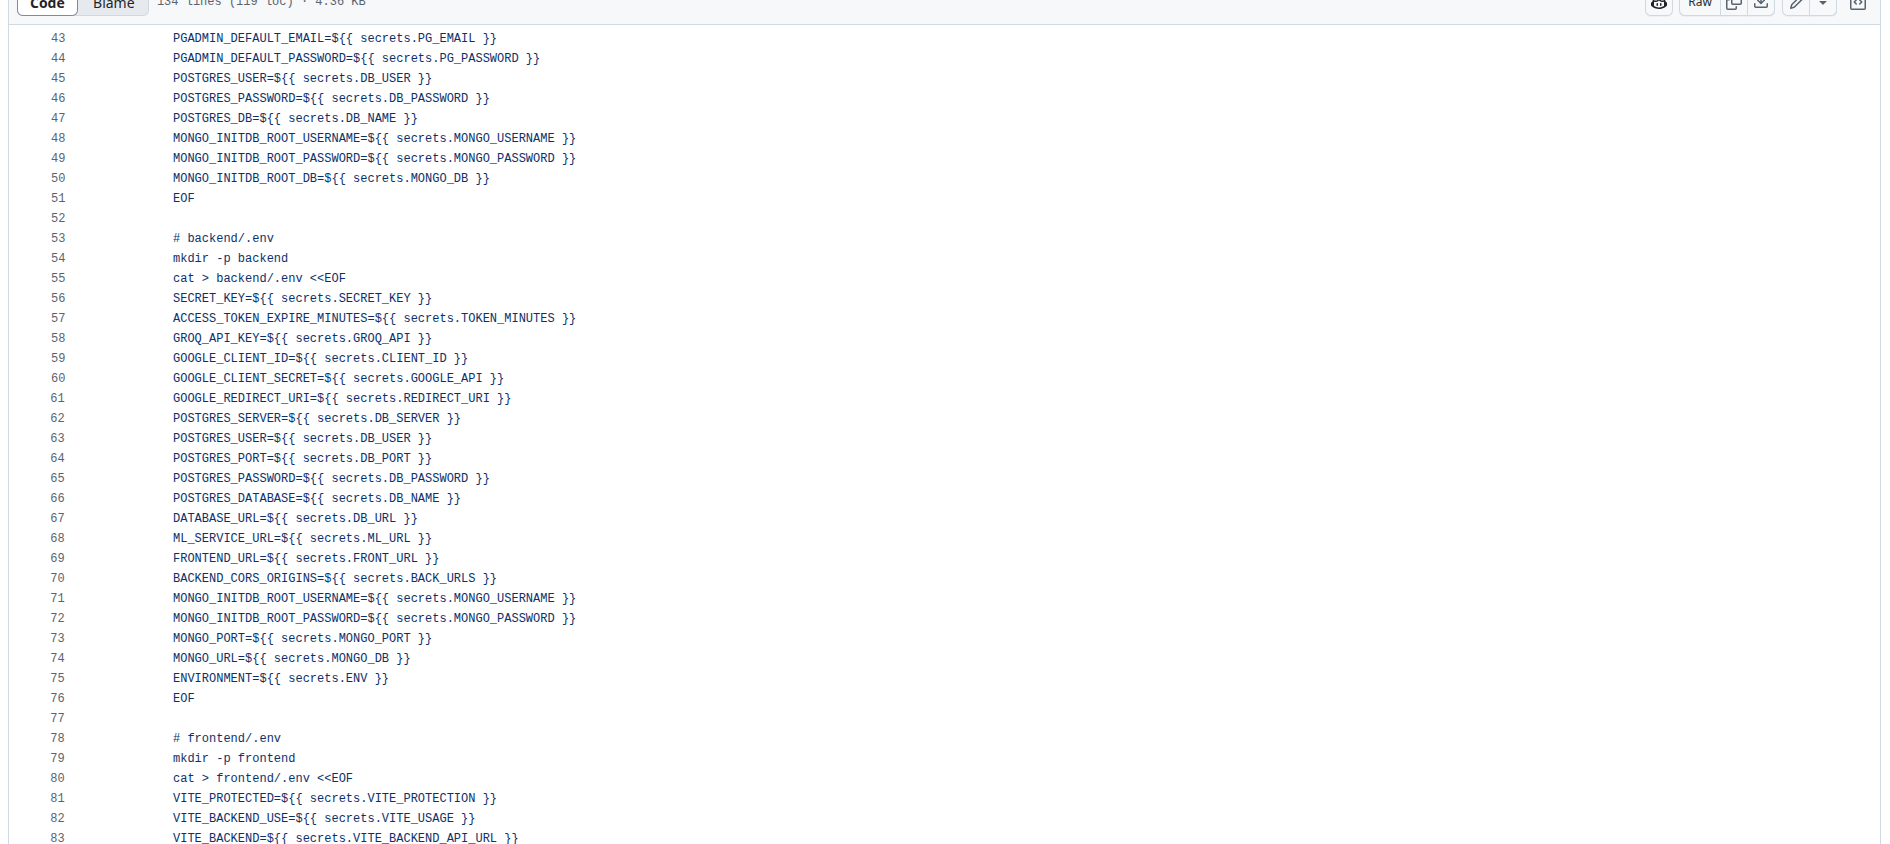 Code Blame 134 lines (119 loc) · 4.36 KB Raw
43 PGADMIN_DEFAULT_EMAIL=${{ secrets.PG_EMAIL }}
44 PGADMIN_DEFAULT_PASSWORD=${{ secrets.PG_PASSWORD }}
45 POSTGRES_USER=${{ secrets.DB_USER }}
46 POSTGRES_PASSWORD=${{ secrets.DB_PASSWORD }}
47 POSTGRES_DB=${{ secrets.DB_NAME }}
48 MONGO_INITDB_ROOT_USERNAME=${{ secrets.MONGO_USERNAME }}
49 MONGO_INITDB_ROOT_PASSWORD=${{ secrets.MONGO_PASSWORD }}
50 MONGO_INITDB_ROOT_DB=${{ secrets.MONGO_DB }}
51 EOF
52
53 # backend/.env
54 mkdir -p backend
55 cat > backend/.env <<EOF
56 SECRET_KEY=${{ secrets.SECRET_KEY }}
57 ACCESS_TOKEN_EXPIRE_MINUTES=${{ secrets.TOKEN_MINUTES }}
58 GROQ_API_KEY=${{ secrets.GROQ_API }}
59 GOOGLE_CLIENT_ID=${{ secrets.CLIENT_ID }}
60 GOOGLE_CLIENT_SECRET=${{ secrets.GOOGLE_API }}
61 GOOGLE_REDIRECT_URI=${{ secrets.REDIRECT_URI }}
62 POSTGRES_SERVER=${{ secrets.DB_SERVER }}
63 POSTGRES_USER=${{ secrets.DB_USER }}
64 POSTGRES_PORT=${{ secrets.DB_PORT }}
65 POSTGRES_PASSWORD=${{ secrets.DB_PASSWORD }}
66 POSTGRES_DATABASE=${{ secrets.DB_NAME }}
67 DATABASE_URL=${{ secrets.DB_URL }}
68 ML_SERVICE_URL=${{ secrets.ML_URL }}
69 FRONTEND_URL=${{ secrets.FRONT_URL }}
70 BACKEND_CORS_ORIGINS=${{ secrets.BACK_URLS }}
71 MONGO_INITDB_ROOT_USERNAME=${{ secrets.MONGO_USERNAME }}
72 MONGO_INITDB_ROOT_PASSWORD=${{ secrets.MONGO_PASSWORD }}
73 MONGO_PORT=${{ secrets.MONGO_PORT }}
74 MONGO_URL=${{ secrets.MONGO_DB }}
75 ENVIRONMENT=${{ secrets.ENV }}
76 EOF
77
78 # frontend/.env
79 mkdir -p frontend
80 cat > frontend/.env <<EOF
81 VITE_PROTECTED=${{ secrets.VITE_PROTECTION }}
82 VITE_BACKEND_USE=${{ secrets.VITE_USAGE }}
83 VITE_BACKEND=${{ secrets.VITE_BACKEND_API_URL }}